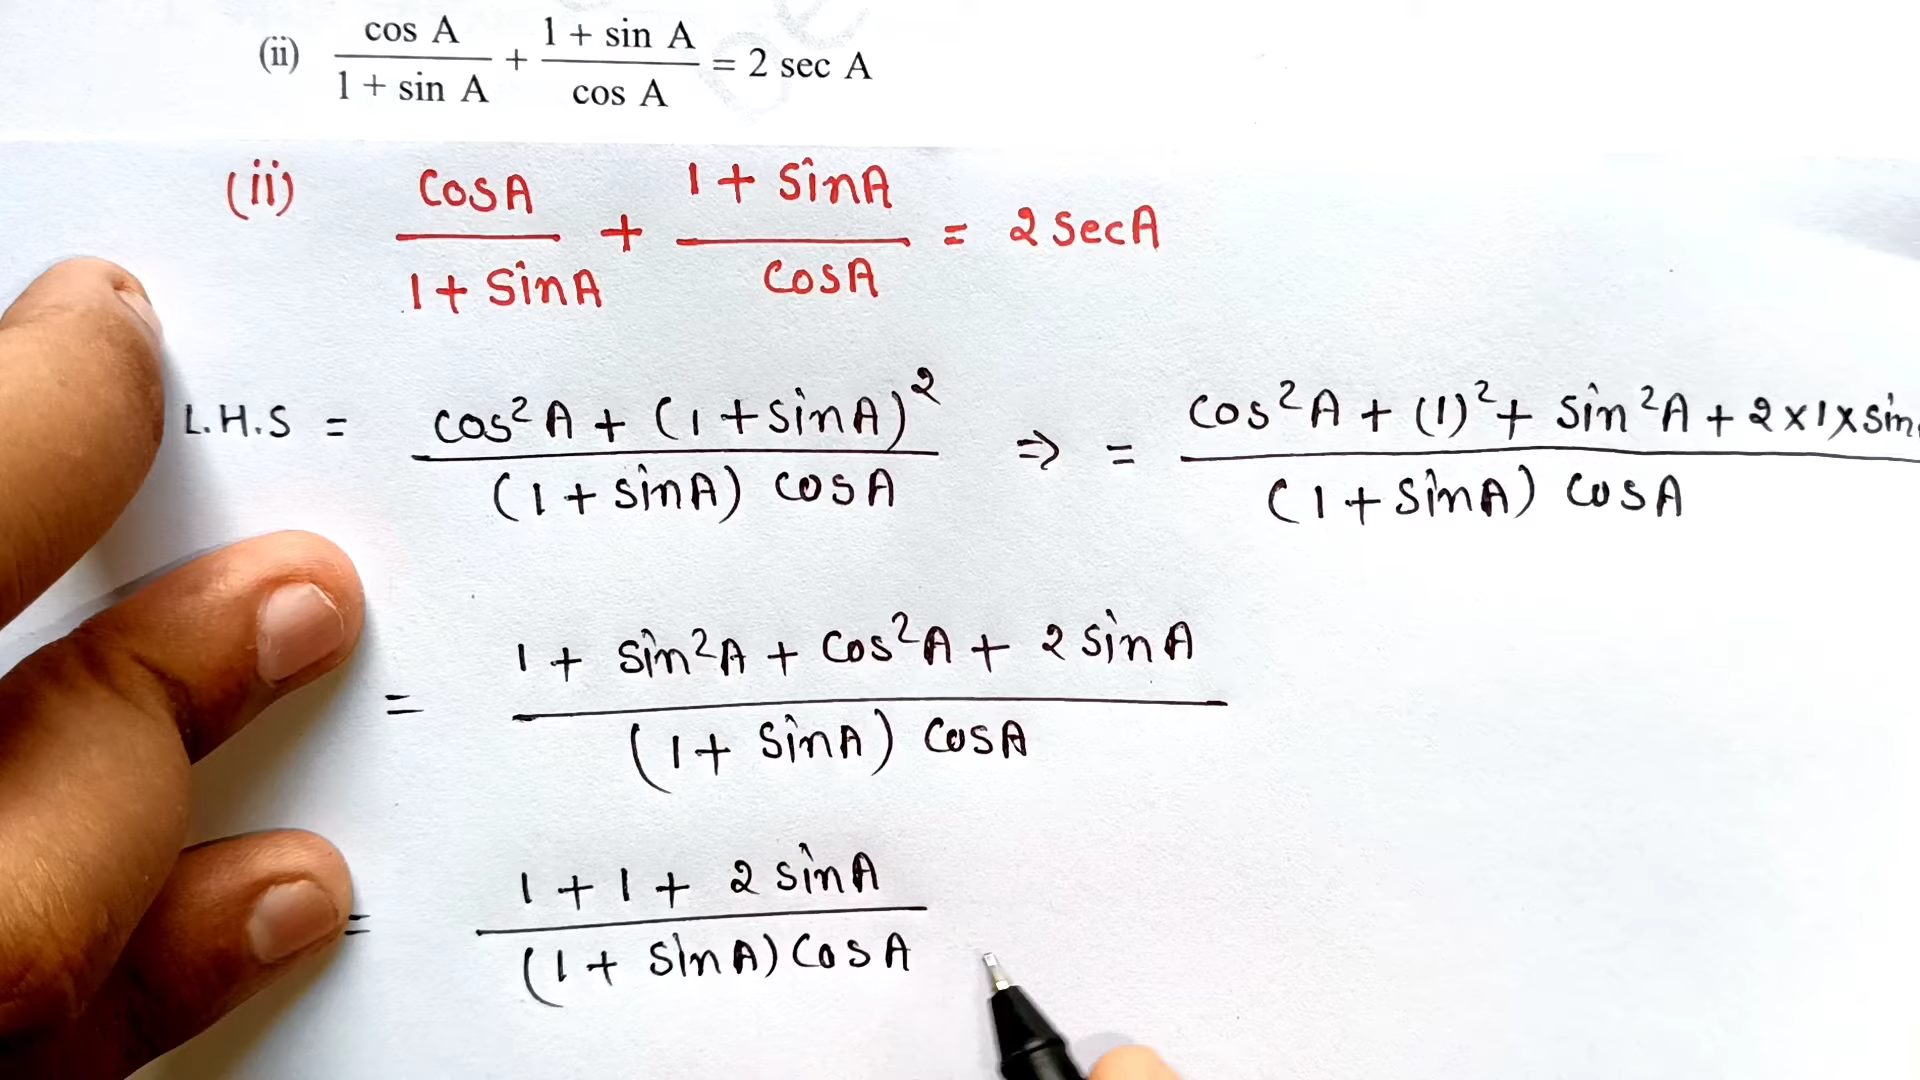 (ii) cos A / 1 + sin A + 1 + sin A / cos A = 2 sec A
(ii) cosA / 1 + sinA + 1 + sinA / cosA = 2 secA
L.H.S = cos²A + (1 + sinA)² / (1 + sinA) cosA ⇒ = cos²A + (1)² + sin²A + 2×1×sin / (1 + sinA) cosA
= 1 + sin²A + cos²A + 2 sinA / (1 + sinA) cosA
= 1 + 1 + 2 sinA / (1 + sinA) cosA